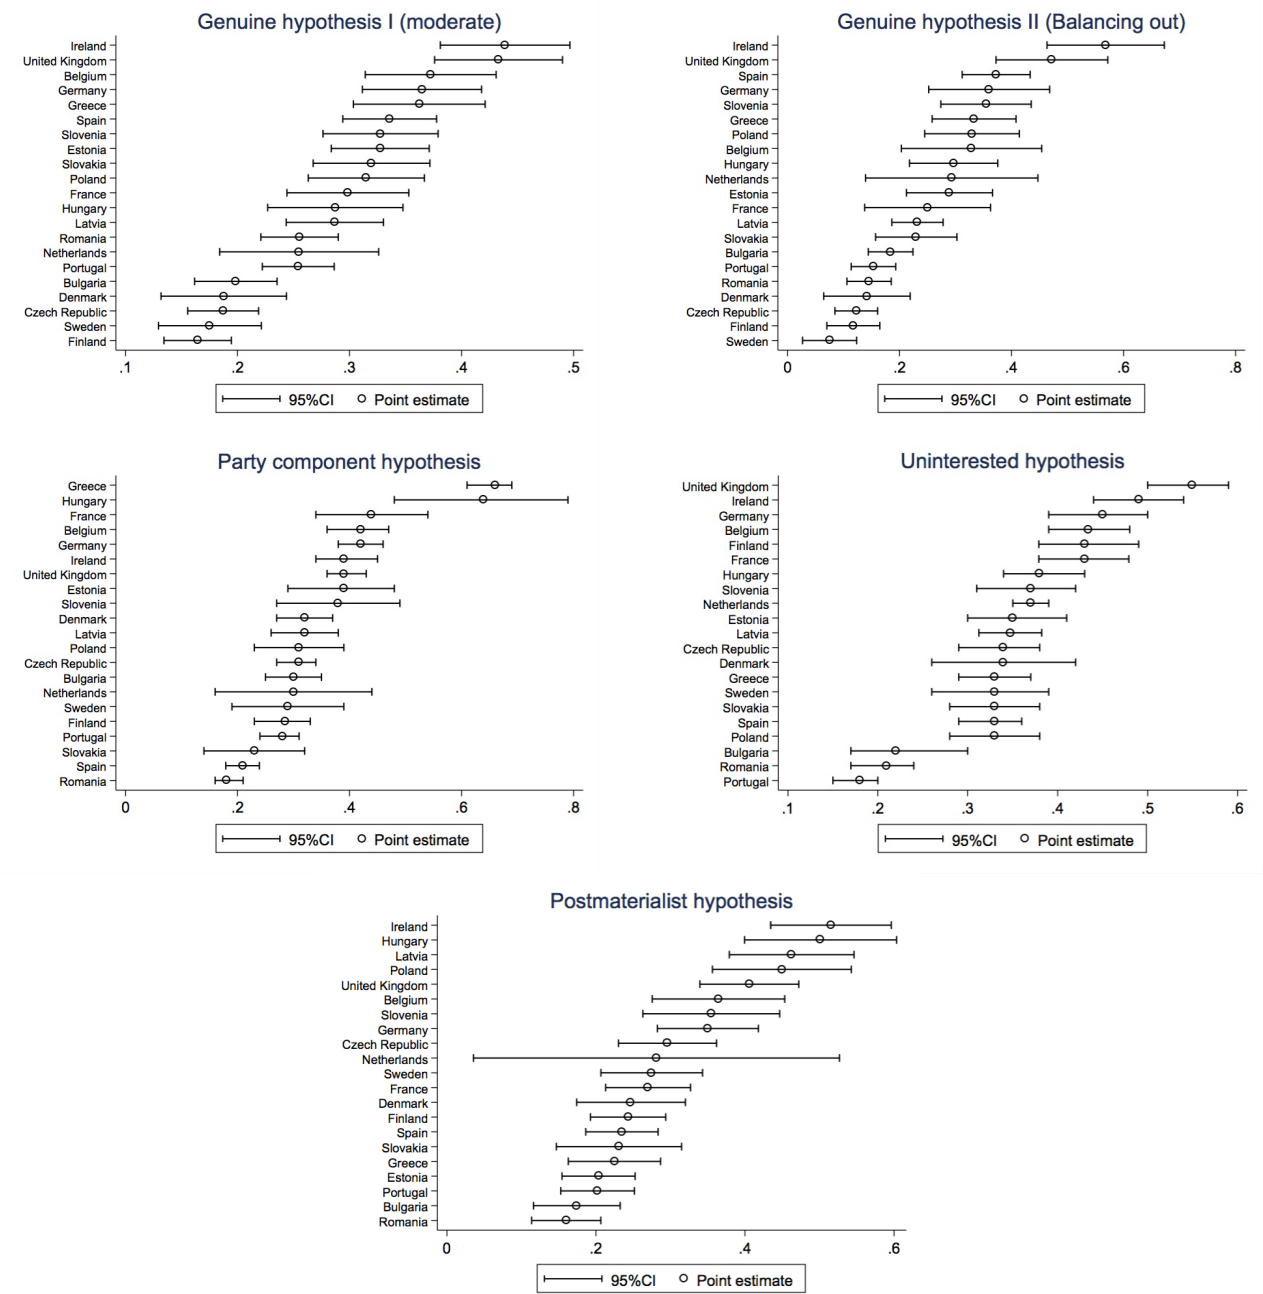 Genuine hypothesis I (moderate)
Ireland
United Kingdom
Belgium
Germany
Greece
Spain
Slovenia
Estonia
Slovakia
Poland
France
Hungary
Latvia
Romania
Netherlands
Portugal
Bulgaria
Denmark
Czech Republic
Sweden
Finland
.1 .2 .3 .4 .5
95%CI Point estimate
Genuine hypothesis II (Balancing out)
Ireland
United Kingdom
Spain
Germany
Slovenia
Greece
Poland
Belgium
Hungary
Netherlands
Estonia
France
Latvia
Slovakia
Bulgaria
Portugal
Romania
Denmark
Czech Republic
Finland
Sweden
0 .2 .4 .6 .8
95%CI Point estimate
Party component hypothesis
Greece
Hungary
France
Belgium
Germany
Ireland
United Kingdom
Estonia
Slovenia
Denmark
Latvia
Poland
Czech Republic
Bulgaria
Netherlands
Sweden
Finland
Portugal
Slovakia
Spain
Romania
0 .2 .4 .6 .8
95%CI Point estimate
Uninterested hypothesis
United Kingdom
Ireland
Germany
Belgium
Finland
France
Hungary
Slovenia
Netherlands
Estonia
Latvia
Czech Republic
Denmark
Greece
Sweden
Slovakia
Spain
Poland
Bulgaria
Romania
Portugal
.1 .2 .3 .4 .5 .6
95%CI Point estimate
Postmaterialist hypothesis
Ireland
Hungary
Latvia
Poland
United Kingdom
Belgium
Slovenia
Germany
Czech Republic
Netherlands
Sweden
France
Denmark
Finland
Spain
Slovakia
Greece
Estonia
Portugal
Bulgaria
Romania
0 .2 .4 .6
95%CI Point estimate